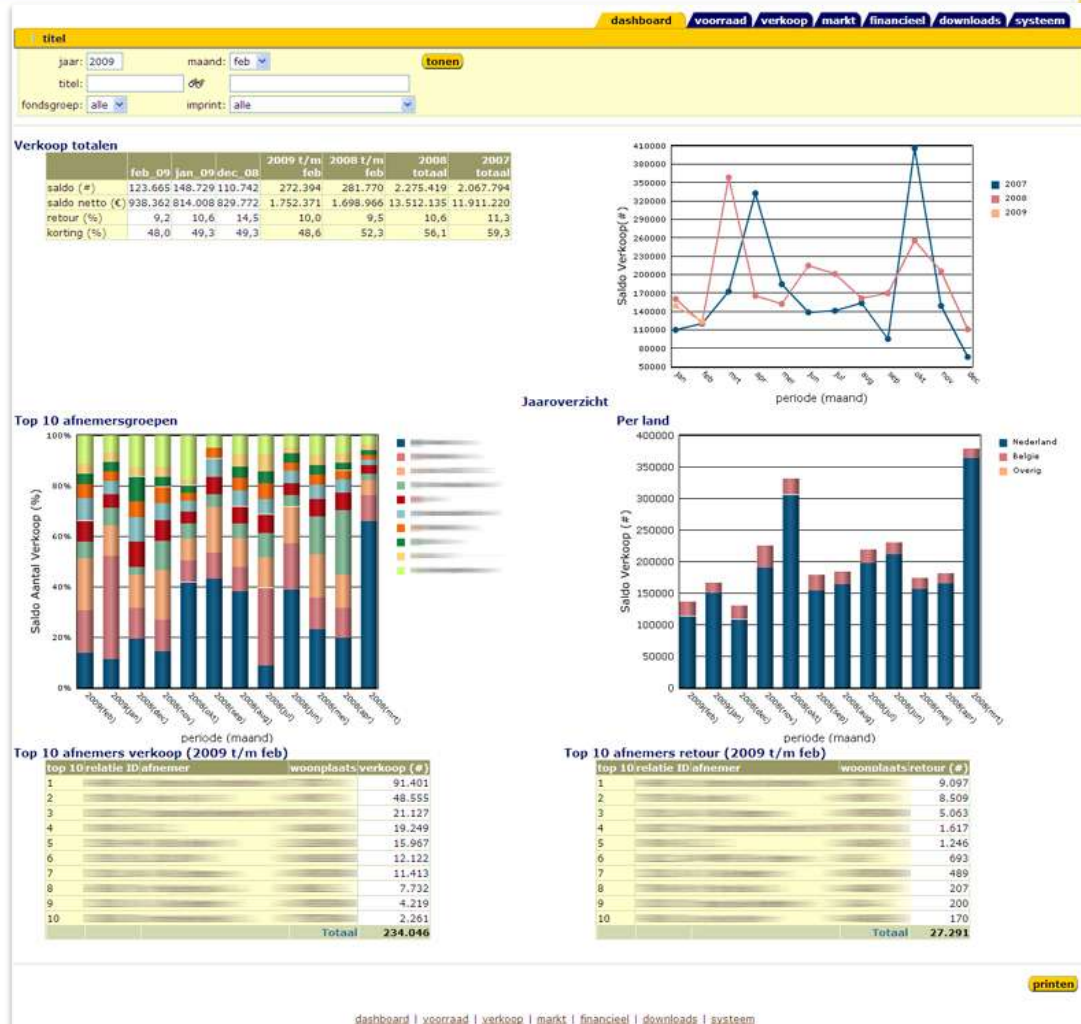 dashboard voorraad verkoop markt financieel downloads systeem
titel
jaar: 2009 maand: feb tonen
titel:
fondsgroep: alle imprint: alle
Verkoop totalen
feb_09 jan_09 dec_08 2009 t/m feb 2008 t/m feb 2008 totaal 2007 totaal
saldo (#) 123.665 148.729 110.742 272.394 281.770 2.275.419 2.067.794
saldo netto (€) 938.362 814.008 829.772 1.752.371 1.698.966 13.512.135 11.911.220
retour (%) 9,2 10,6 14,5 10,0 9,5 10,6 11,3
korting (%) 48,0 49,3 49,3 48,6 52,3 56,1 59,3
Saldo Verkoop(#)
410000
380000
350000
320000
290000
260000
230000
200000
170000
140000
110000
80000
50000
jan feb mrt apr mei jun jul aug sep okt nov dec
periode (maand)
2007
2008
2009
Jaaroverzicht
Top 10 afnemersgroepen
Saldo Aantal Verkoop (%)
100%
80%
60%
40%
20%
0%
2009(feb) 2009(jan) 2008(dec) 2008(nov) 2008(okt) 2008(sep) 2008(aug) 2008(jul) 2008(jun) 2008(mei) 2008(apr) 2008(mrt)
periode (maand)
Per land
Saldo Verkoop (#)
400000
350000
300000
250000
200000
150000
100000
50000
0
2009(feb) 2009(jan) 2008(dec) 2008(nov) 2008(okt) 2008(sep) 2008(aug) 2008(jul) 2008(jun) 2008(mei) 2008(apr) 2008(mrt)
periode (maand)
Nederland
Belgie
Overig
Top 10 afnemers verkoop (2009 t/m feb)
top 10 relatie ID afnemer woonplaats verkoop (#)
1 91.401
2 48.555
3 21.127
4 19.249
5 15.967
6 12.122
7 11.413
8 7.732
9 4.219
10 2.261
Totaal 234.046
Top 10 afnemers retour (2009 t/m feb)
top 10 relatie ID afnemer woonplaats retour (#)
1 9.097
2 8.509
3 5.063
4 1.617
5 1.246
6 693
7 489
8 207
9 200
10 170
Totaal 27.291
printen
dashboard | voorraad | verkoop | markt | financieel | downloads | systeem